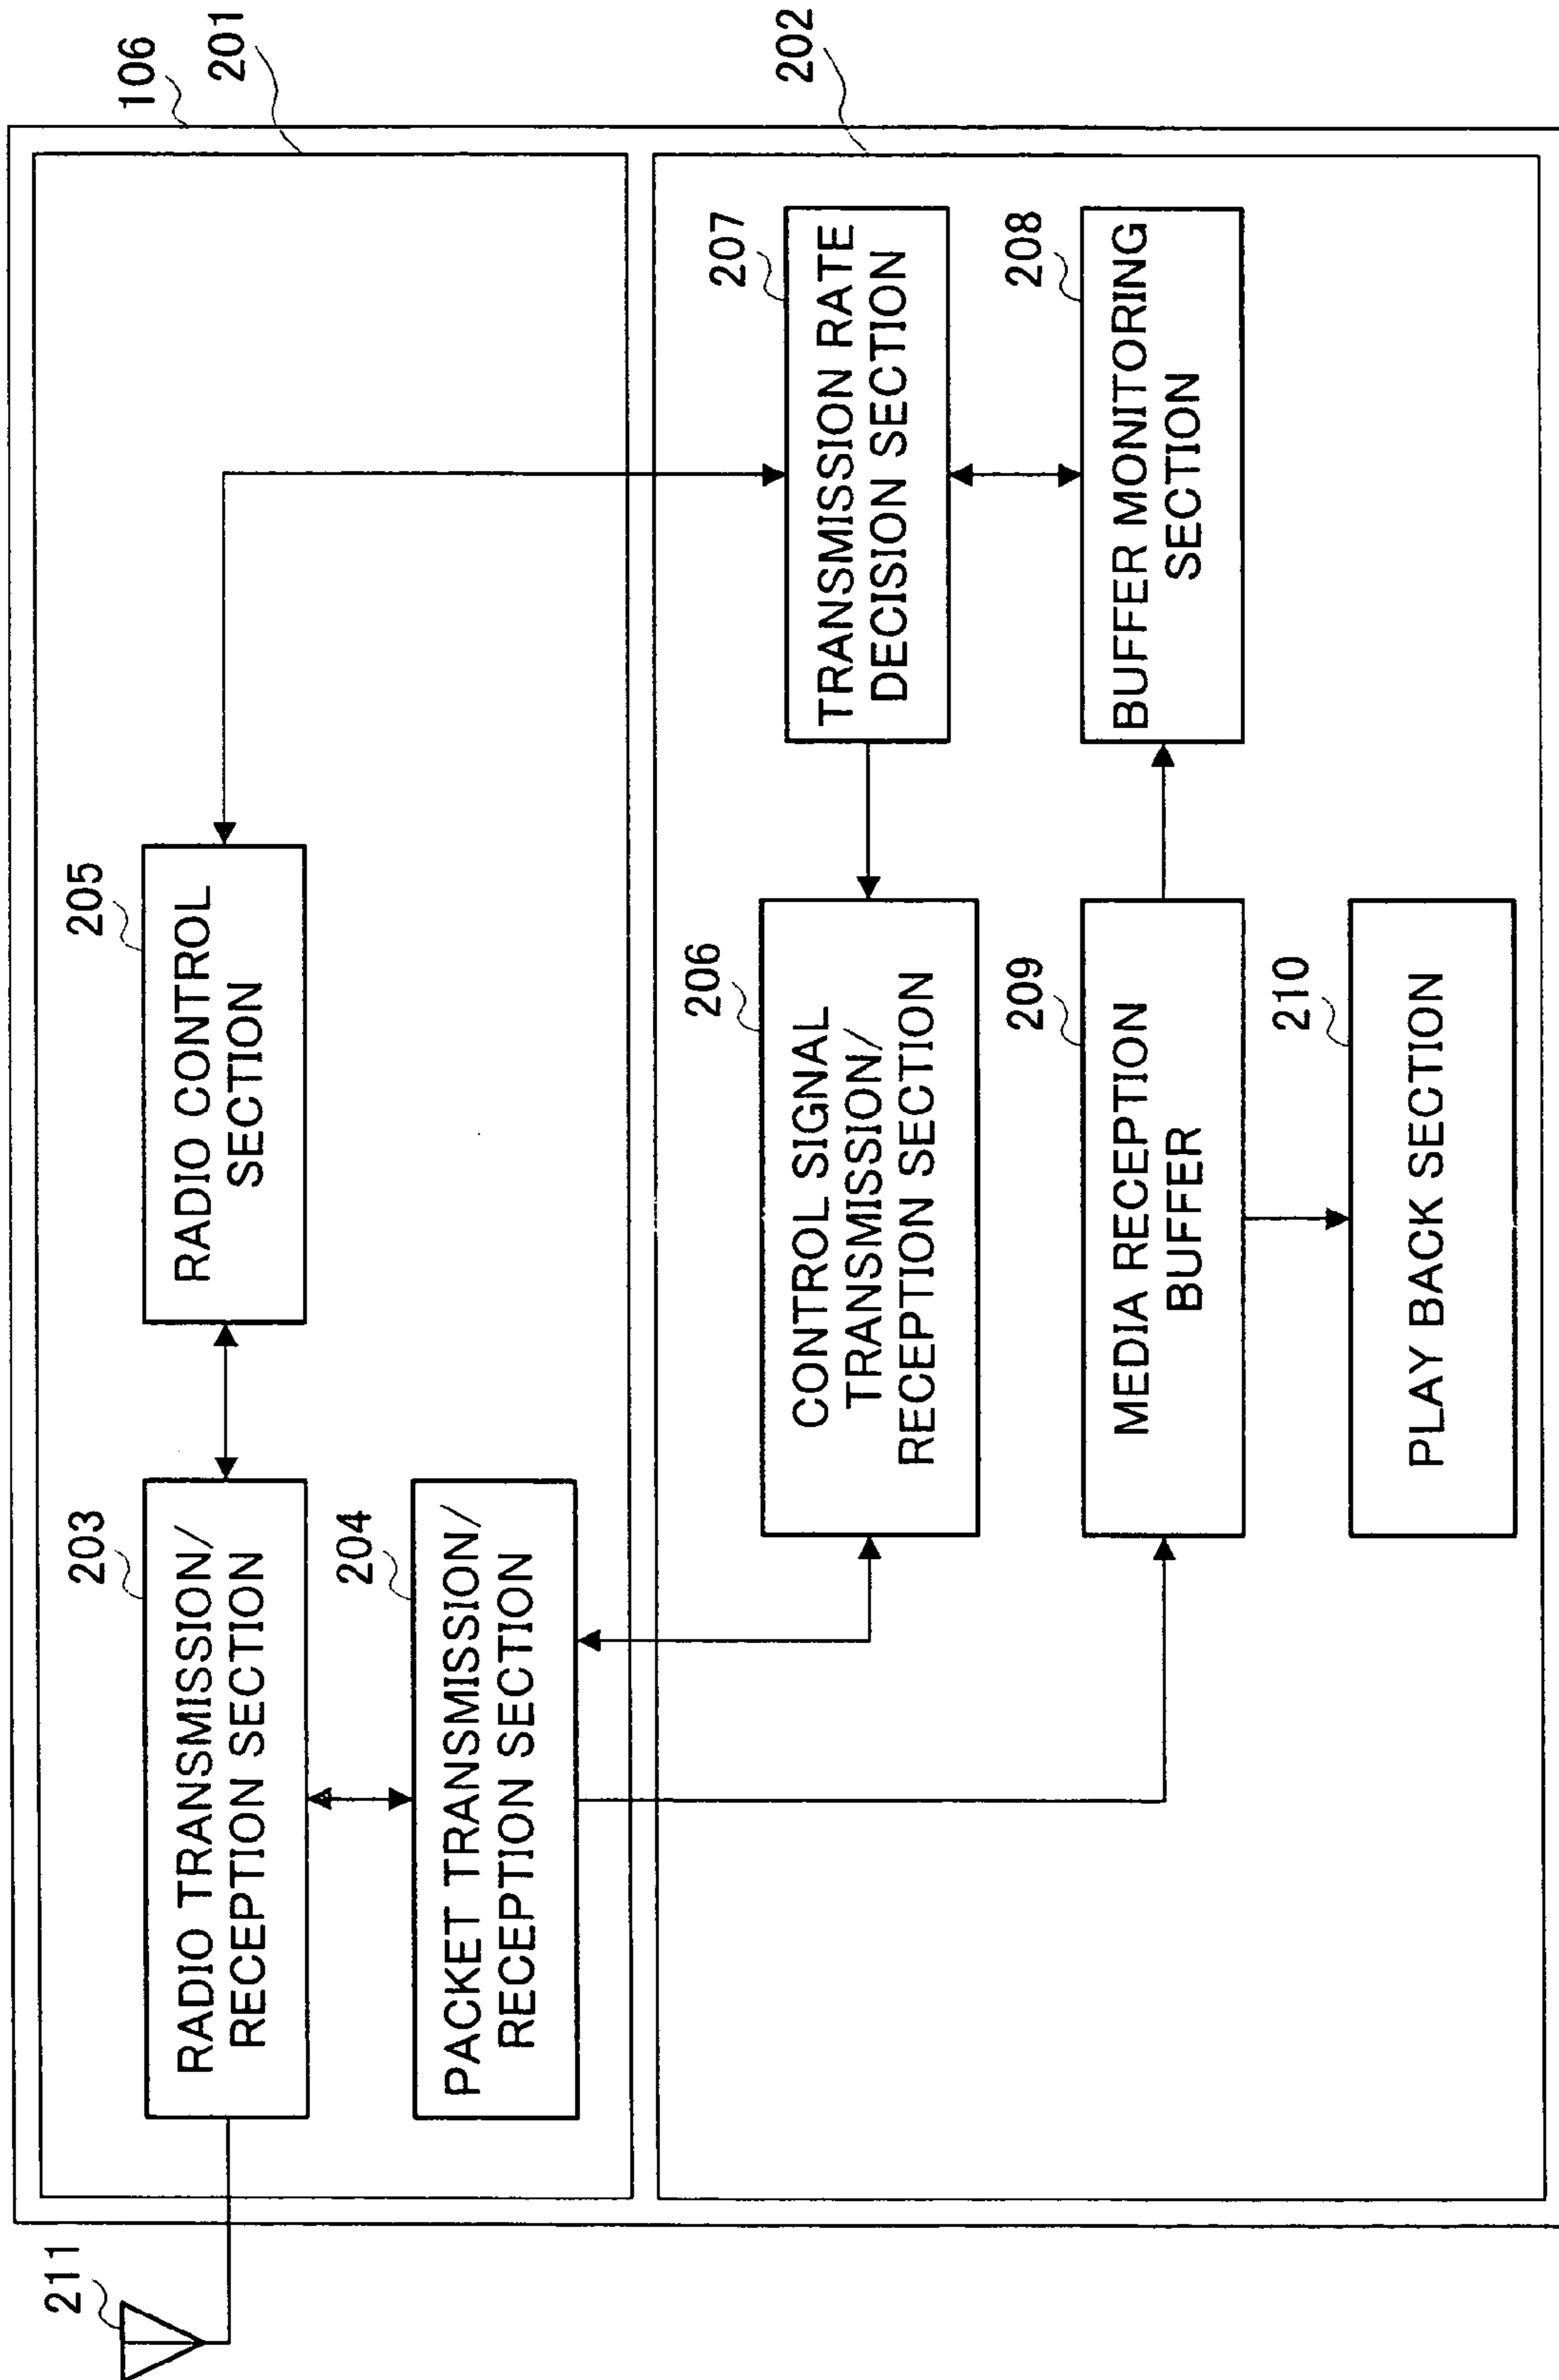 106
201
211
203
RADIO TRANSMISSION/
RECEPTION SECTION
205
RADIO CONTROL
SECTION
204
PACKET TRANSMISSION/
RECEPTION SECTION
202
206
CONTROL SIGNAL
TRANSMISSION/
RECEPTION SECTION
207
TRANSMISSION RATE
DECISION SECTION
209
MEDIA RECEPTION
BUFFER
208
BUFFER MONITORING
SECTION
210
PLAY BACK SECTION